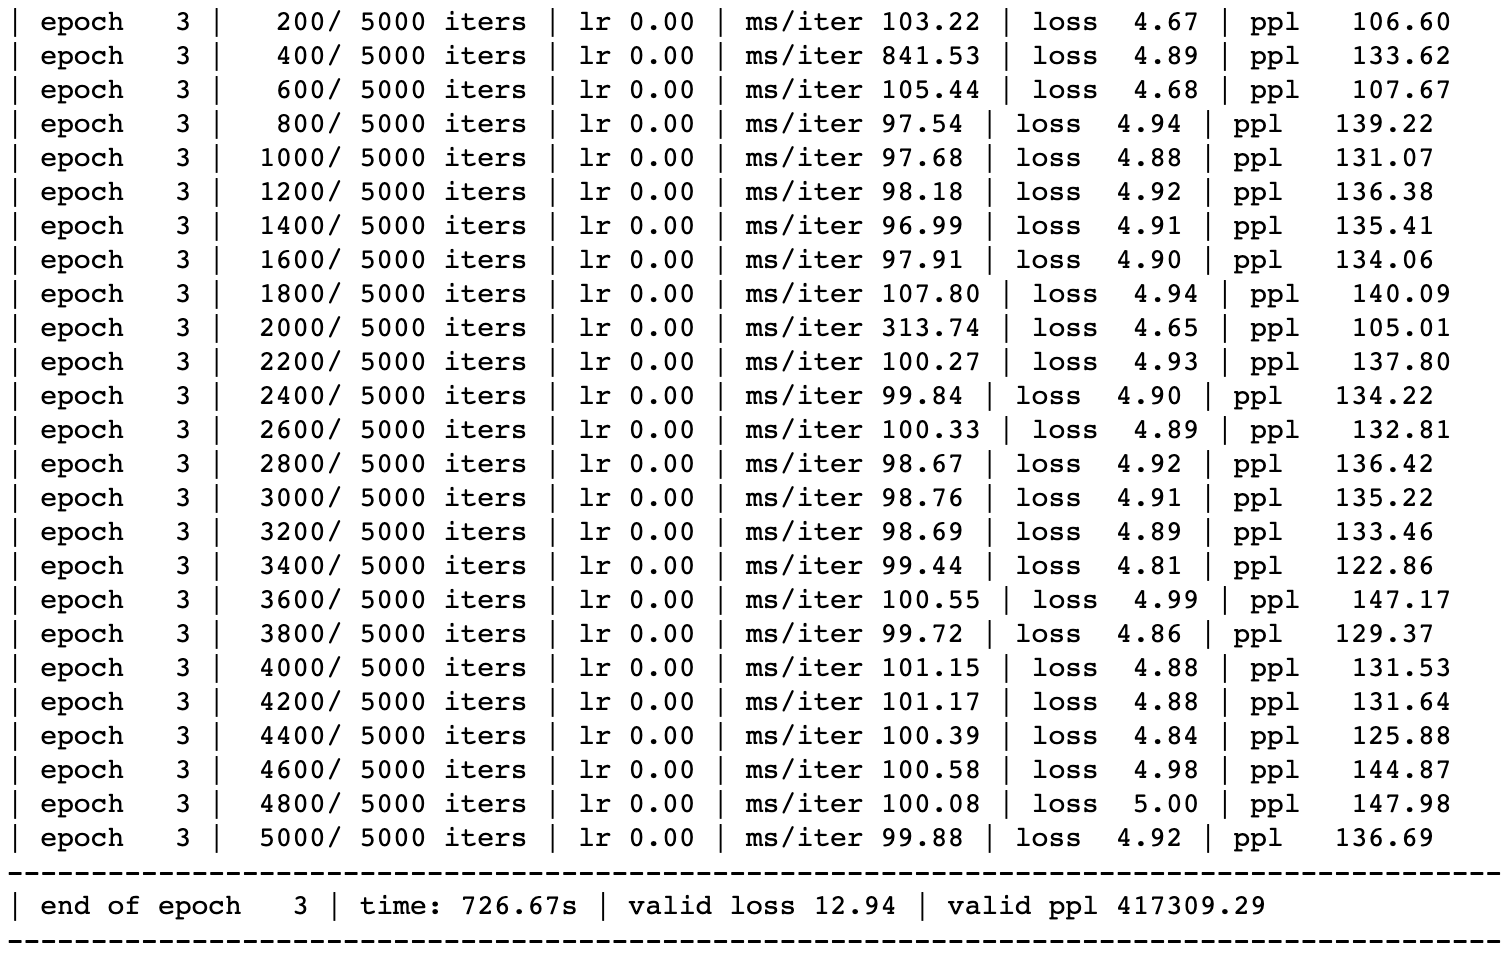 | epoch   3 |   200/ 5000 iters | lr 0.00 | ms/iter 103.22 | loss  4.67 | ppl   106.60
| epoch   3 |   400/ 5000 iters | lr 0.00 | ms/iter 841.53 | loss  4.89 | ppl   133.62
| epoch   3 |   600/ 5000 iters | lr 0.00 | ms/iter 105.44 | loss  4.68 | ppl   107.67
| epoch   3 |   800/ 5000 iters | lr 0.00 | ms/iter 97.54 | loss  4.94 | ppl   139.22
| epoch   3 |  1000/ 5000 iters | lr 0.00 | ms/iter 97.68 | loss  4.88 | ppl   131.07
| epoch   3 |  1200/ 5000 iters | lr 0.00 | ms/iter 98.18 | loss  4.92 | ppl   136.38
| epoch   3 |  1400/ 5000 iters | lr 0.00 | ms/iter 96.99 | loss  4.91 | ppl   135.41
| epoch   3 |  1600/ 5000 iters | lr 0.00 | ms/iter 97.91 | loss  4.90 | ppl   134.06
| epoch   3 |  1800/ 5000 iters | lr 0.00 | ms/iter 107.80 | loss  4.94 | ppl   140.09
| epoch   3 |  2000/ 5000 iters | lr 0.00 | ms/iter 313.74 | loss  4.65 | ppl   105.01
| epoch   3 |  2200/ 5000 iters | lr 0.00 | ms/iter 100.27 | loss  4.93 | ppl   137.80
| epoch   3 |  2400/ 5000 iters | lr 0.00 | ms/iter 99.84 | loss  4.90 | ppl   134.22
| epoch   3 |  2600/ 5000 iters | lr 0.00 | ms/iter 100.33 | loss  4.89 | ppl   132.81
| epoch   3 |  2800/ 5000 iters | lr 0.00 | ms/iter 98.67 | loss  4.92 | ppl   136.42
| epoch   3 |  3000/ 5000 iters | lr 0.00 | ms/iter 98.76 | loss  4.91 | ppl   135.22
| epoch   3 |  3200/ 5000 iters | lr 0.00 | ms/iter 98.69 | loss  4.89 | ppl   133.46
| epoch   3 |  3400/ 5000 iters | lr 0.00 | ms/iter 99.44 | loss  4.81 | ppl   122.86
| epoch   3 |  3600/ 5000 iters | lr 0.00 | ms/iter 100.55 | loss  4.99 | ppl   147.17
| epoch   3 |  3800/ 5000 iters | lr 0.00 | ms/iter 99.72 | loss  4.86 | ppl   129.37
| epoch   3 |  4000/ 5000 iters | lr 0.00 | ms/iter 101.15 | loss  4.88 | ppl   131.53
| epoch   3 |  4200/ 5000 iters | lr 0.00 | ms/iter 101.17 | loss  4.88 | ppl   131.64
| epoch   3 |  4400/ 5000 iters | lr 0.00 | ms/iter 100.39 | loss  4.84 | ppl   125.88
| epoch   3 |  4600/ 5000 iters | lr 0.00 | ms/iter 100.58 | loss  4.98 | ppl   144.87
| epoch   3 |  4800/ 5000 iters | lr 0.00 | ms/iter 100.08 | loss  5.00 | ppl   147.98
| epoch   3 |  5000/ 5000 iters | lr 0.00 | ms/iter 99.88 | loss  4.92 | ppl   136.69
-----------------------------------------------------------------------------------------
| end of epoch   3 | time: 726.67s | valid loss 12.94 | valid ppl 417309.29
-----------------------------------------------------------------------------------------